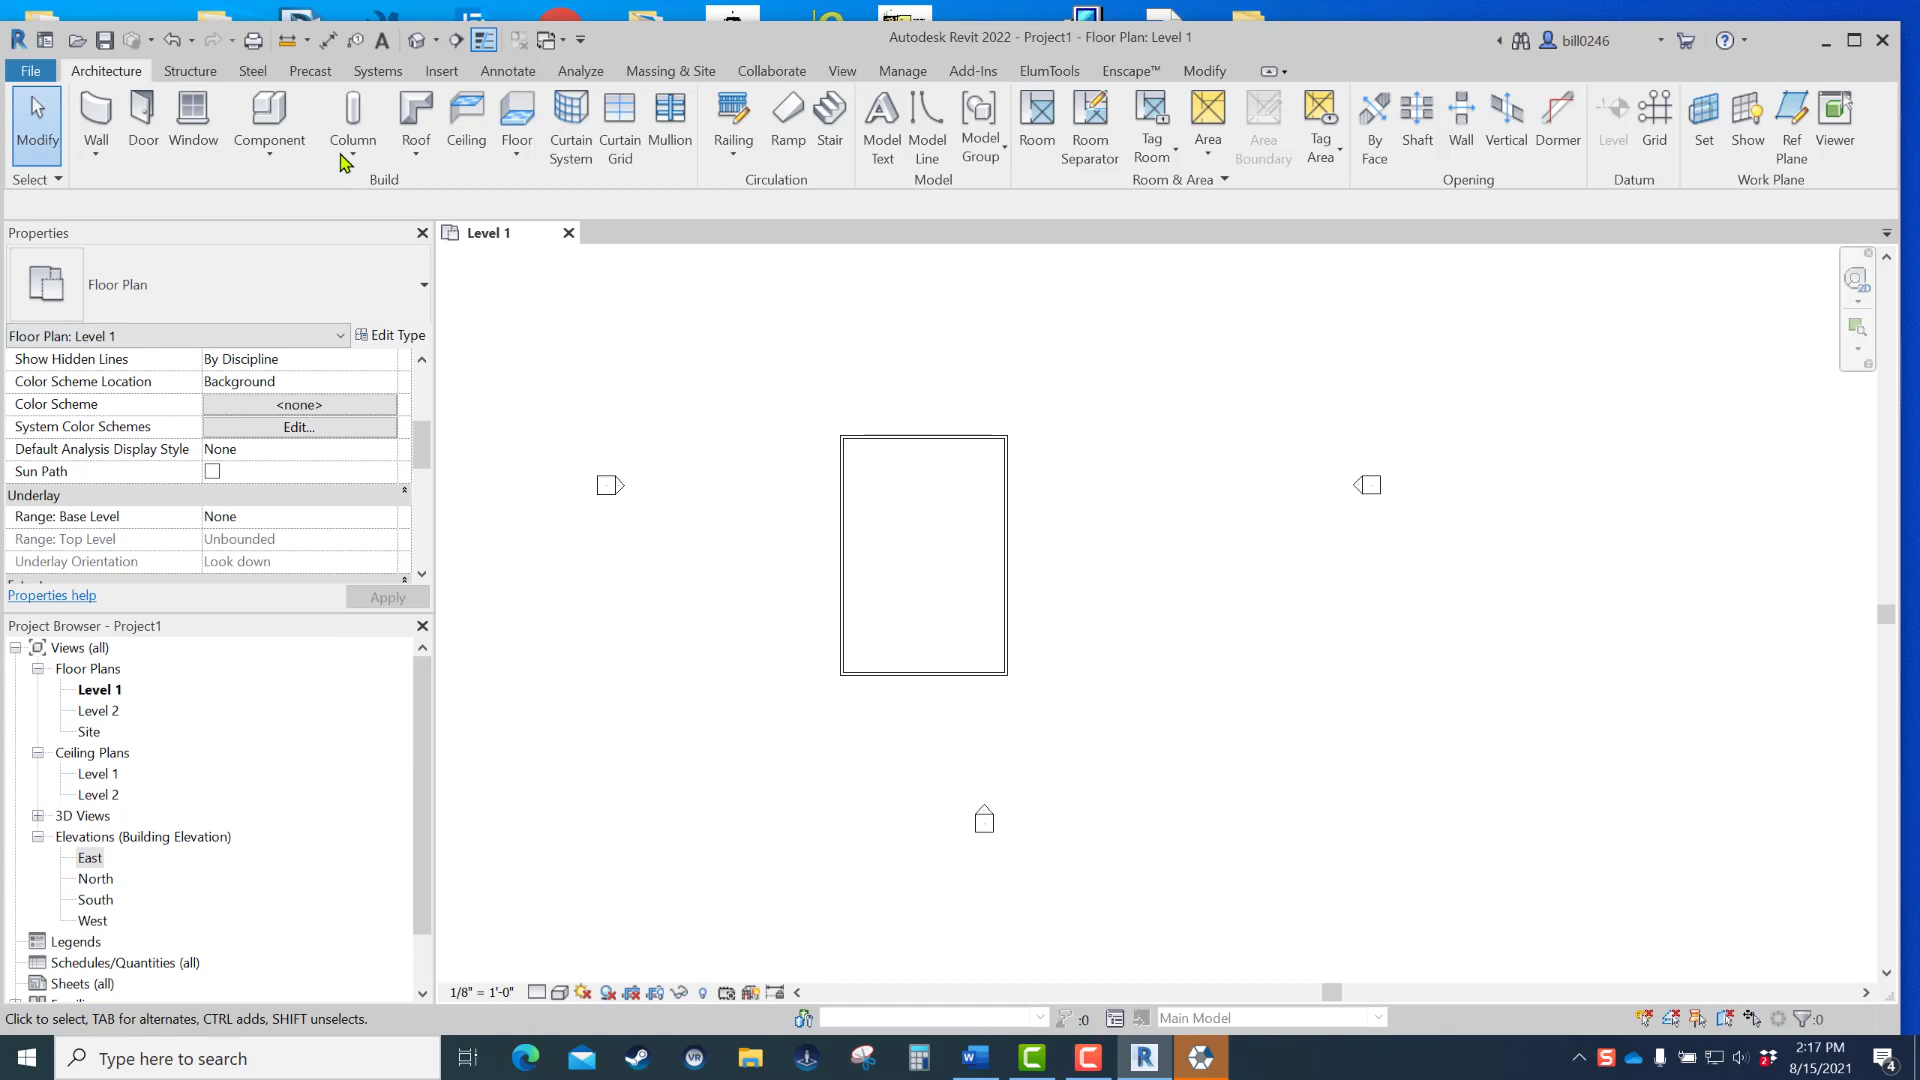 Autodesk Revit 2022 - Project1 - Floor Plan: Level 1
bill0246
File Architecture Structure Steel Precast Systems Insert Annotate Analyze Massing & Site Collaborate View Manage Add-Ins ElumTools Enscape™ Modify
Modify Wall Door Window Component Column Roof Ceiling Floor Curtain System Curtain Grid Mullion Railing Ramp Stair Model Text Model Line Model Group Room Room Separator Tag Room Area Area Boundary Tag Area By Face Shaft Wall Vertical Dormer Level Grid Set Show Ref Plane Viewer
Select Build Circulation Model Room & Area Opening Datum Work Plane
Properties
Level 1
Floor Plan
Floor Plan: Level 1 Edit Type
Show Hidden Lines By Discipline
Color Scheme Location Background
Color Scheme <none>
System Color Schemes Edit...
Default Analysis Display Style None
Sun Path
Underlay
Range: Base Level None
Range: Top Level Unbounded
Underlay Orientation Look down
Properties help Apply
Project Browser - Project1
Views (all)
Floor Plans
Level 1
Level 2
Site
Ceiling Plans
Level 1
Level 2
3D Views
Elevations (Building Elevation)
East
North
South
West
Legends
Schedules/Quantities (all)
Sheets (all)
1/8" = 1'-0"
Click to select, TAB for alternates, CTRL adds, SHIFT unselects.
:0
Main Model
:0
Type here to search
2:17 PM
8/15/2021
4